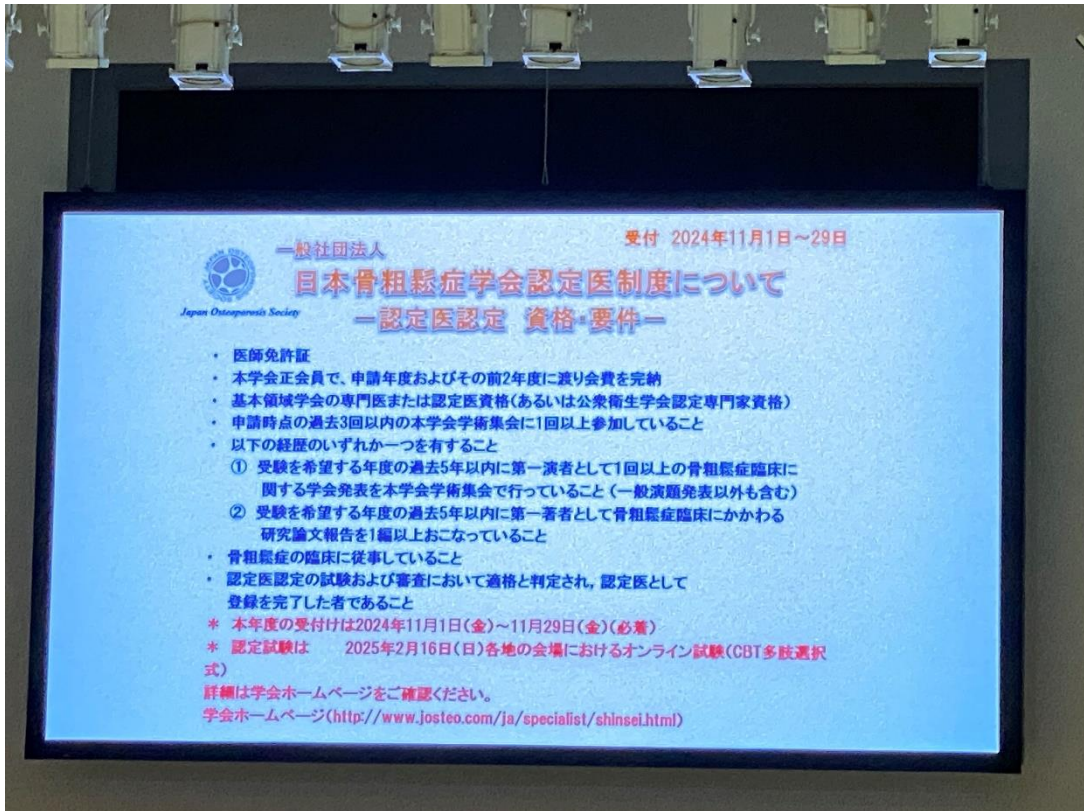 受付 2024年11月1日～29日
一般社団法人
日本骨粗鬆症学会認定医制度について
Japan Osteoporosis Society
－認定医認定 資格・要件－
・ 医師免許証
・ 本学会正会員で、申請年度およびその前2年度に渡り会費を完納
・ 基本領域学会の専門医または認定医資格(あるいは公衆衛生学会認定専門家資格)
・ 申請時点の過去3回以内の本学会学術集会に1回以上参加していること
・ 以下の経歴のいずれか一つを有すること
① 受験を希望する年度の過去5年以内に第一演者として1回以上の骨粗鬆症臨床に
関する学会発表を本学会学術集会で行っていること(一般演題発表以外も含む)
② 受験を希望する年度の過去5年以内に第一著者として骨粗鬆症臨床にかかわる
研究論文報告を1編以上おこなっていること
・ 骨粗鬆症の臨床に従事していること
・ 認定医認定の試験および審査において適格と判定され，認定医として
登録を完了した者であること
＊ 本年度の受付けは2024年11月1日(金)～11月29日(金)(必着)
＊ 認定試験は 2025年2月16日(日)各地の会場におけるオンライン試験(CBT多肢選択
式)
詳細は学会ホームページをご確認ください。
学会ホームページ(http://www.josteo.com/ja/specialist/shinsei.html)